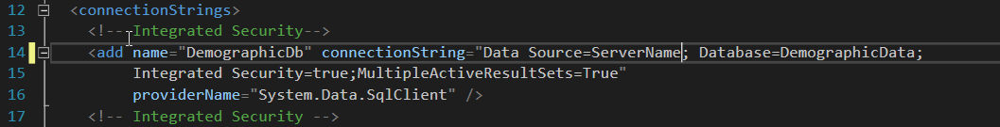 12 <connectionStrings>
13 <!-- Integrated Security-->
14 <add name="DemographicDb" connectionString="Data Source=ServerName; Database=DemographicData;
15 Integrated Security=true;MultipleActiveResultSets=True"
16 providerName="System.Data.SqlClient" />
17 <!-- Integrated Security -->